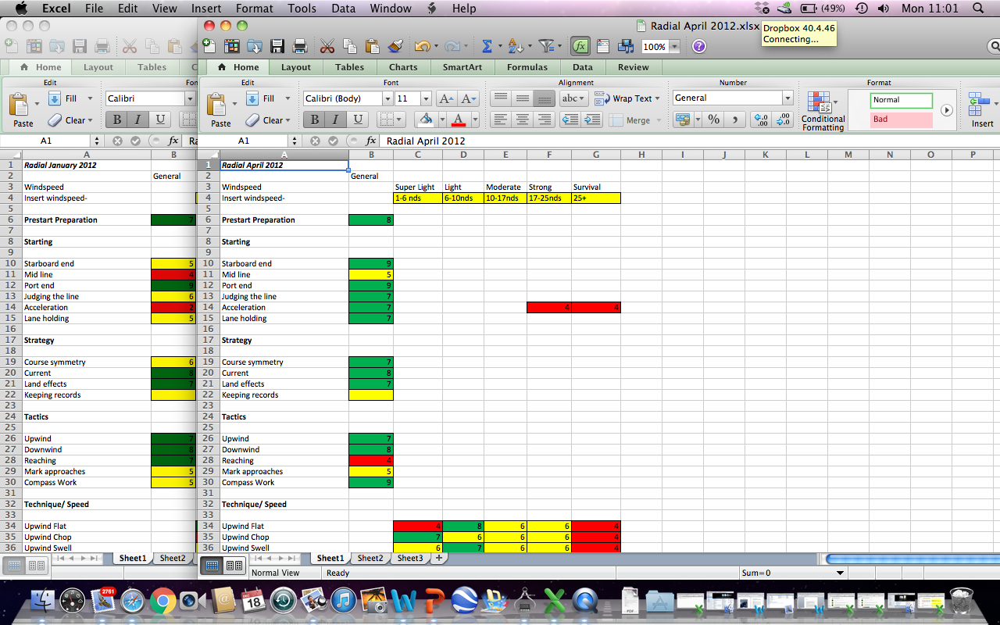 Excel File Edit View Insert Format Tools Data Window Help (49%) Mon 11:01
Radial April 2012.xlsx
Dropbox 40.4.46
Connecting...
100%
Home Layout Tables C
Home Layout Tables Charts SmartArt Formulas Data Review
Edit Fon
Edit Font Alignment Number Format
Fill Calibri
Paste Clear B I U
Fill Calibri (Body) 11 A A abc Wrap Text General Normal
Paste Clear B I U A Merge % Conditional Formatting Bad Insert
A1 fx Ra
A1 fx Radial April 2012
A B
1 Radial January 2012
2 General
3 Windspeed
4 Insert windspeed-
5
6 Prestart Preparation 7
7
8 Starting
9
10 Starboard end 5
11 Mid line 4
12 Port end 9
13 Judging the line 6
14 Acceleration 2
15 Lane holding 5
16
17 Strategy
18
19 Course symmetry 6
20 Current 8
21 Land effects 7
22 Keeping records
23
24 Tactics
25
26 Upwind 7
27 Downwind 8
28 Reaching 7
29 Mark approaches 5
30 Compass Work 5
31
32 Technique/ Speed
33
34 Upwind Flat
35 Upwind Chop
36 Upwind Swell
Sheet1 Sheet2
A B C D E F G H I J K L M N O P
1 Radial April 2012
2 General
3 Windspeed Super Light Light Moderate Strong Survival
4 Insert windspeed- 1-6 nds 6-10nds 10-17nds 17-25nds 25+
5
6 Prestart Preparation 8
7
8 Starting
9
10 Starboard end 9
11 Mid line 5
12 Port end 9
13 Judging the line 7
14 Acceleration 7 4 4
15 Lane holding 7
16
17 Strategy
18
19 Course symmetry 7
20 Current 8
21 Land effects 7
22 Keeping records
23
24 Tactics
25
26 Upwind 7
27 Downwind 8
28 Reaching 4
29 Mark approaches 5
30 Compass Work 9
31
32 Technique/ Speed
33
34 Upwind Flat 4 8 6 6 4
35 Upwind Chop 7 6 6 6 4
36 Upwind Swell 6 7 6 6 4
Sheet1 Sheet2 Sheet3 +
Normal View Ready Sum=0
2761
DEC
18
PDF